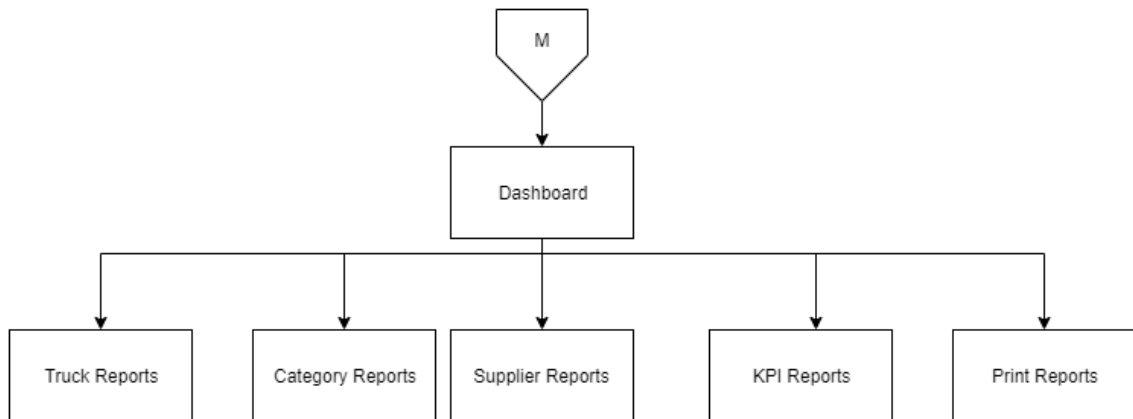 M
Dashboard
Truck Reports
Category Reports
Supplier Reports
KPI Reports
Print Reports